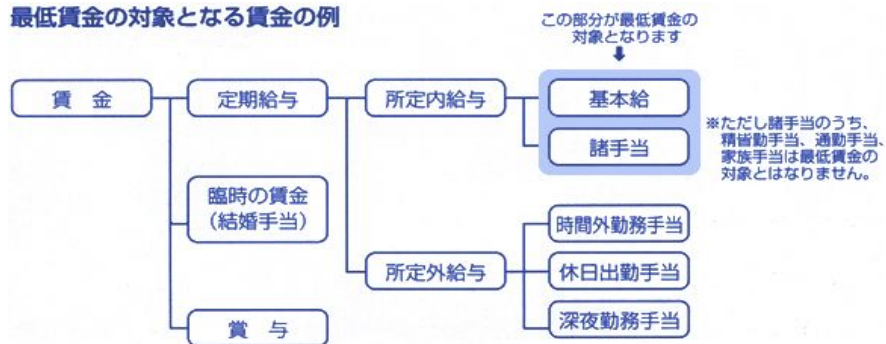 最低賃金の対象となる賃金の例
この部分が最低賃金の
対象となります
賃 金
定期給与
所定内給与
基本給
諸手当
※ただし諸手当のうち、
精皆勤手当、通勤手当、
家族手当は最低賃金の
対象とはなりません。
臨時の賃金
(結婚手当)
所定外給与
時間外勤務手当
休日出勤手当
深夜勤務手当
賞 与